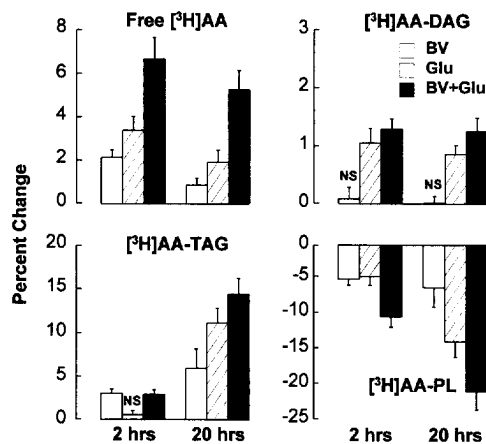 Free [³H]AA
8
6
4
2
0
[³H]AA-DAG
BV
Glu
BV+Glu
3
2
1
0
NS
NS
Percent Change
[³H]AA-TAG
20
15
10
5
0
NS
2 hrs
20 hrs
0
-5
-10
-15
-20
-25
[³H]AA-PL
2 hrs
20 hrs